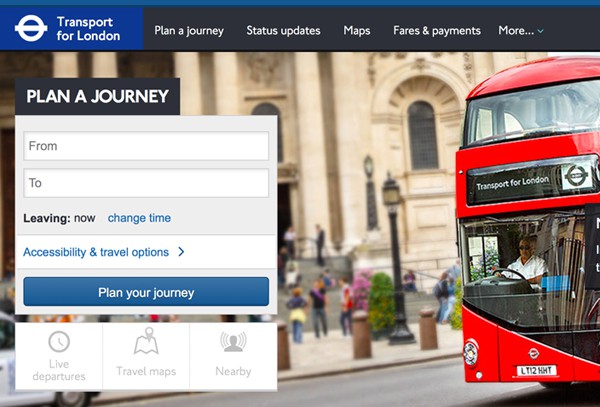 Transport
for London
Plan a journey
Status updates
Maps
Fares & payments
More...
PLAN A JOURNEY
From
To
Leaving: now change time
Accessibility & travel options
Plan your journey
Live
departures
Travel maps
Nearby
Transport for London
LT12 HHT